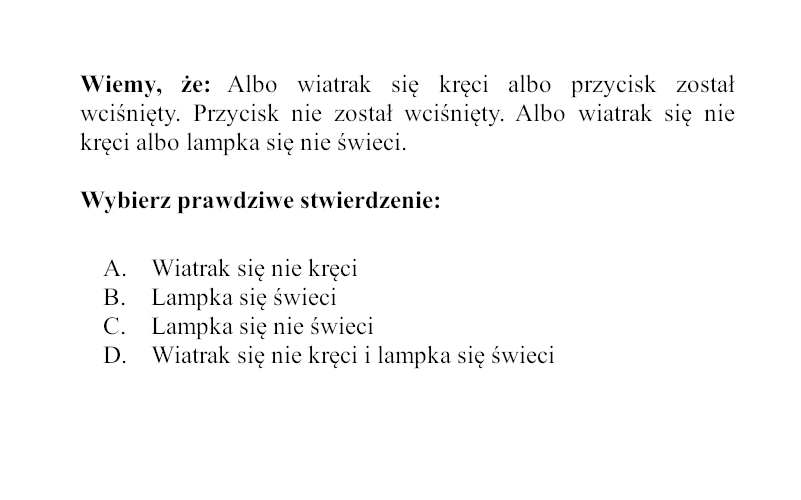 Wiemy, że: Albo wiatrak się kręci albo przycisk został
wciśnięty. Przycisk nie został wciśnięty. Albo wiatrak się nie
kręci albo lampka się nie świeci.
Wybierz prawdziwe stwierdzenie:
A. Wiatrak się nie kręci
B. Lampka się świeci
C. Lampka się nie świeci
D. Wiatrak się nie kręci i lampka się świeci